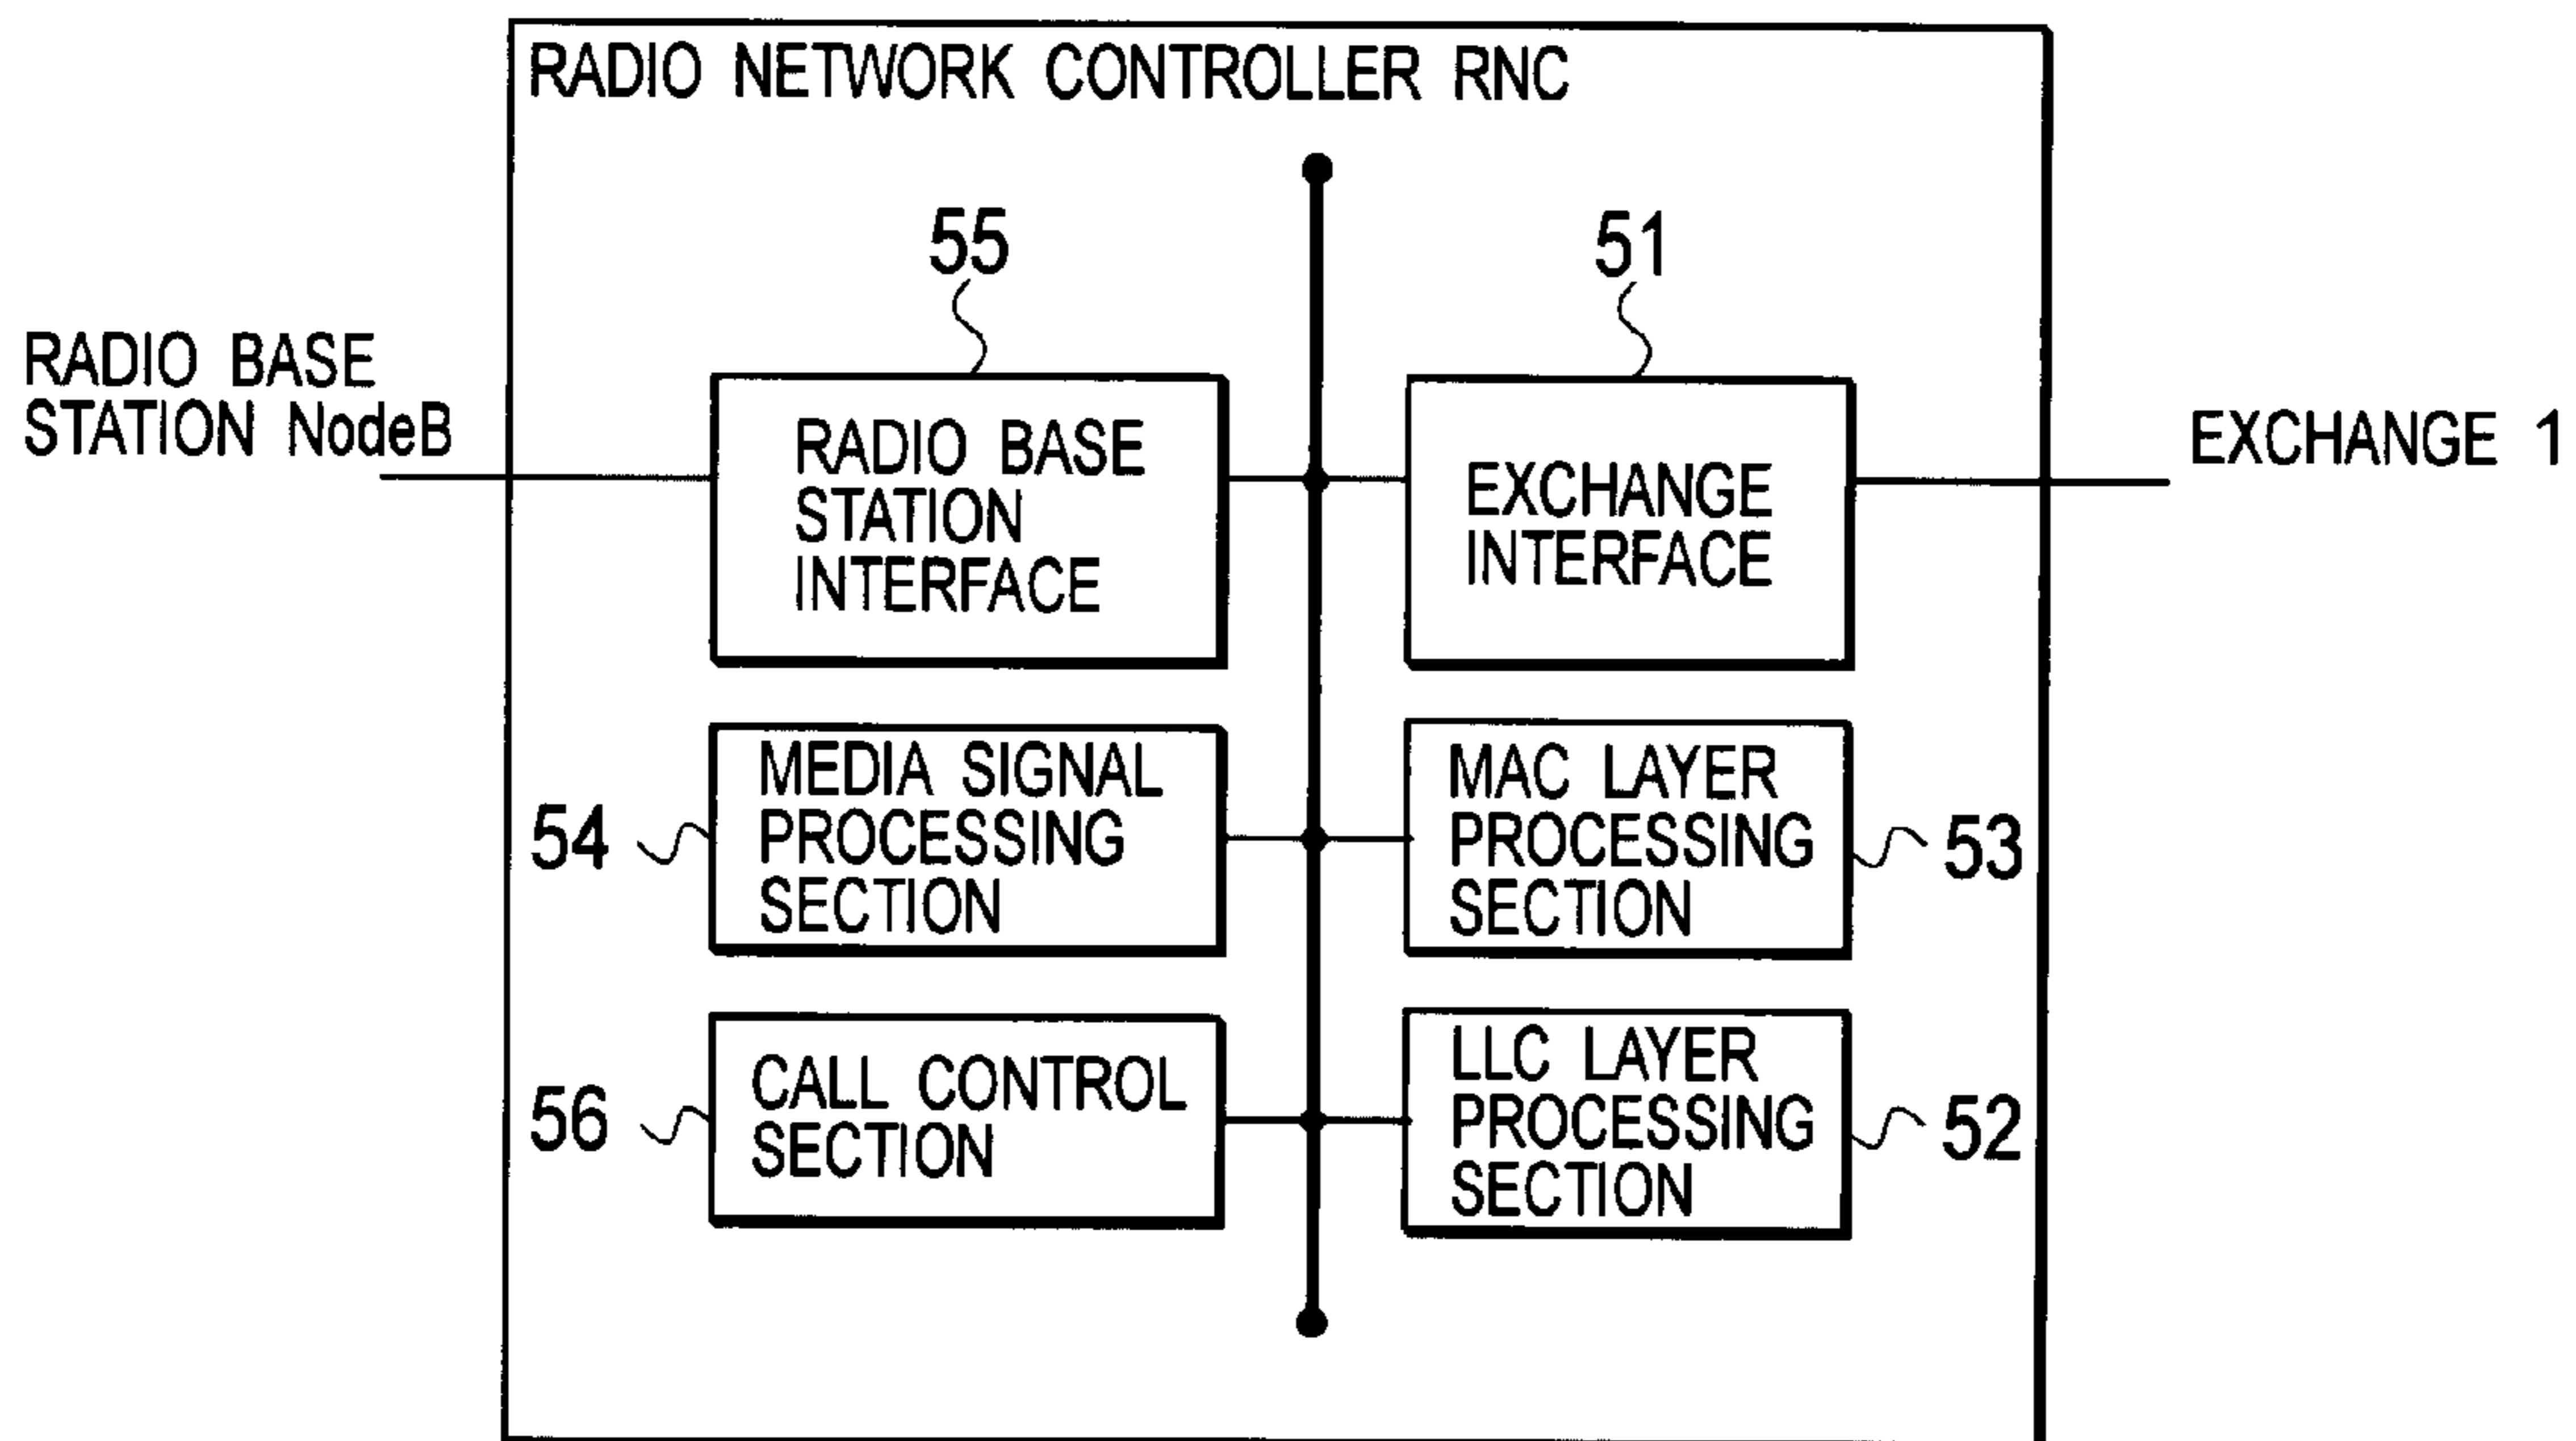 RADIO NETWORK CONTROLLER RNC
55
51
RADIO BASE
STATION NodeB
RADIO BASE
STATION
INTERFACE
EXCHANGE
INTERFACE
EXCHANGE 1
54
MEDIA SIGNAL
PROCESSING
SECTION
MAC LAYER
PROCESSING
SECTION
53
56
CALL CONTROL
SECTION
LLC LAYER
PROCESSING
SECTION
52